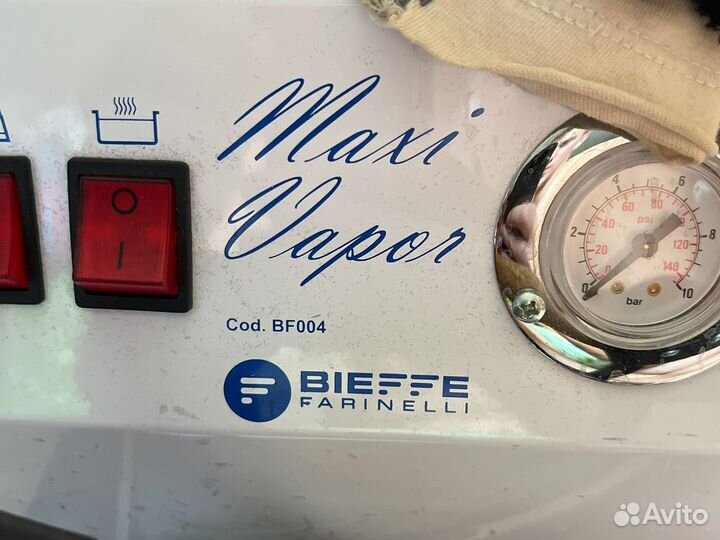 Maxi
Vapor
Cod. BF004
BIEFFE
FARINELLI
O
I
0 2 4 6 8 10
0 20 40 60 80 120 140
psi
bar
Avito